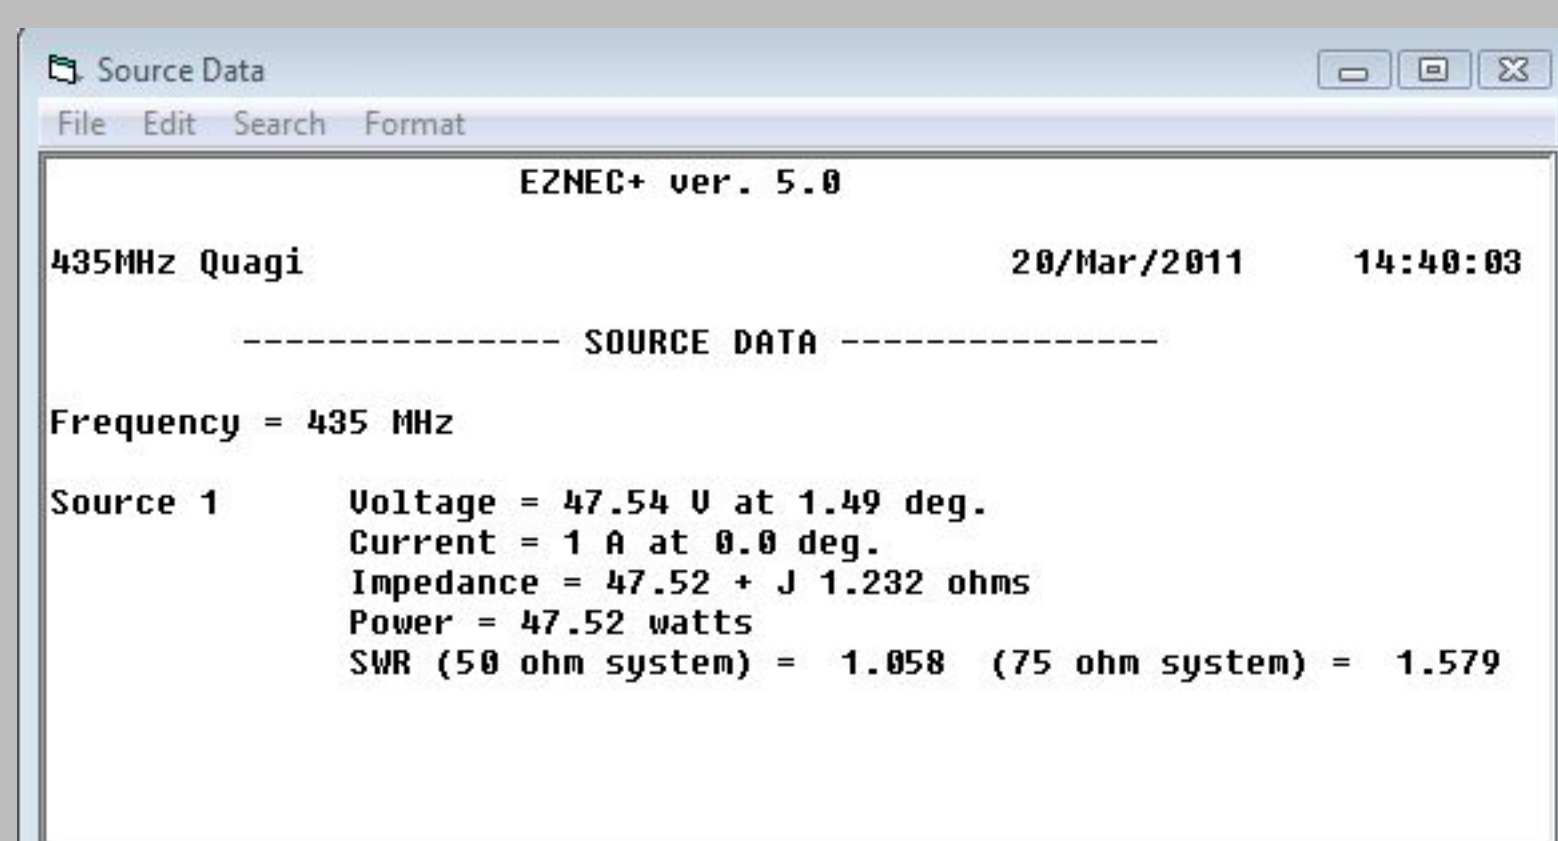 Source Data
File Edit Search Format
EZNEC+ ver. 5.0
435MHz Quagi 20/Mar/2011 14:40:03
--------------- SOURCE DATA ---------------
Frequency = 435 MHz
Source 1 Voltage = 47.54 V at 1.49 deg.
Current = 1 A at 0.0 deg.
Impedance = 47.52 + J 1.232 ohms
Power = 47.52 watts
SWR (50 ohm system) = 1.058 (75 ohm system) = 1.579